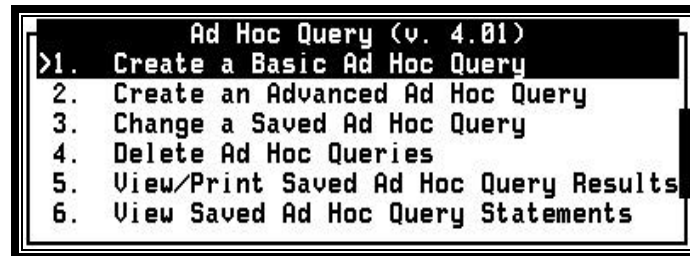 Ad Hoc Query (v. 4.01)
>1. Create a Basic Ad Hoc Query
2. Create an Advanced Ad Hoc Query
3. Change a Saved Ad Hoc Query
4. Delete Ad Hoc Queries
5. View/Print Saved Ad Hoc Query Results
6. View Saved Ad Hoc Query Statements